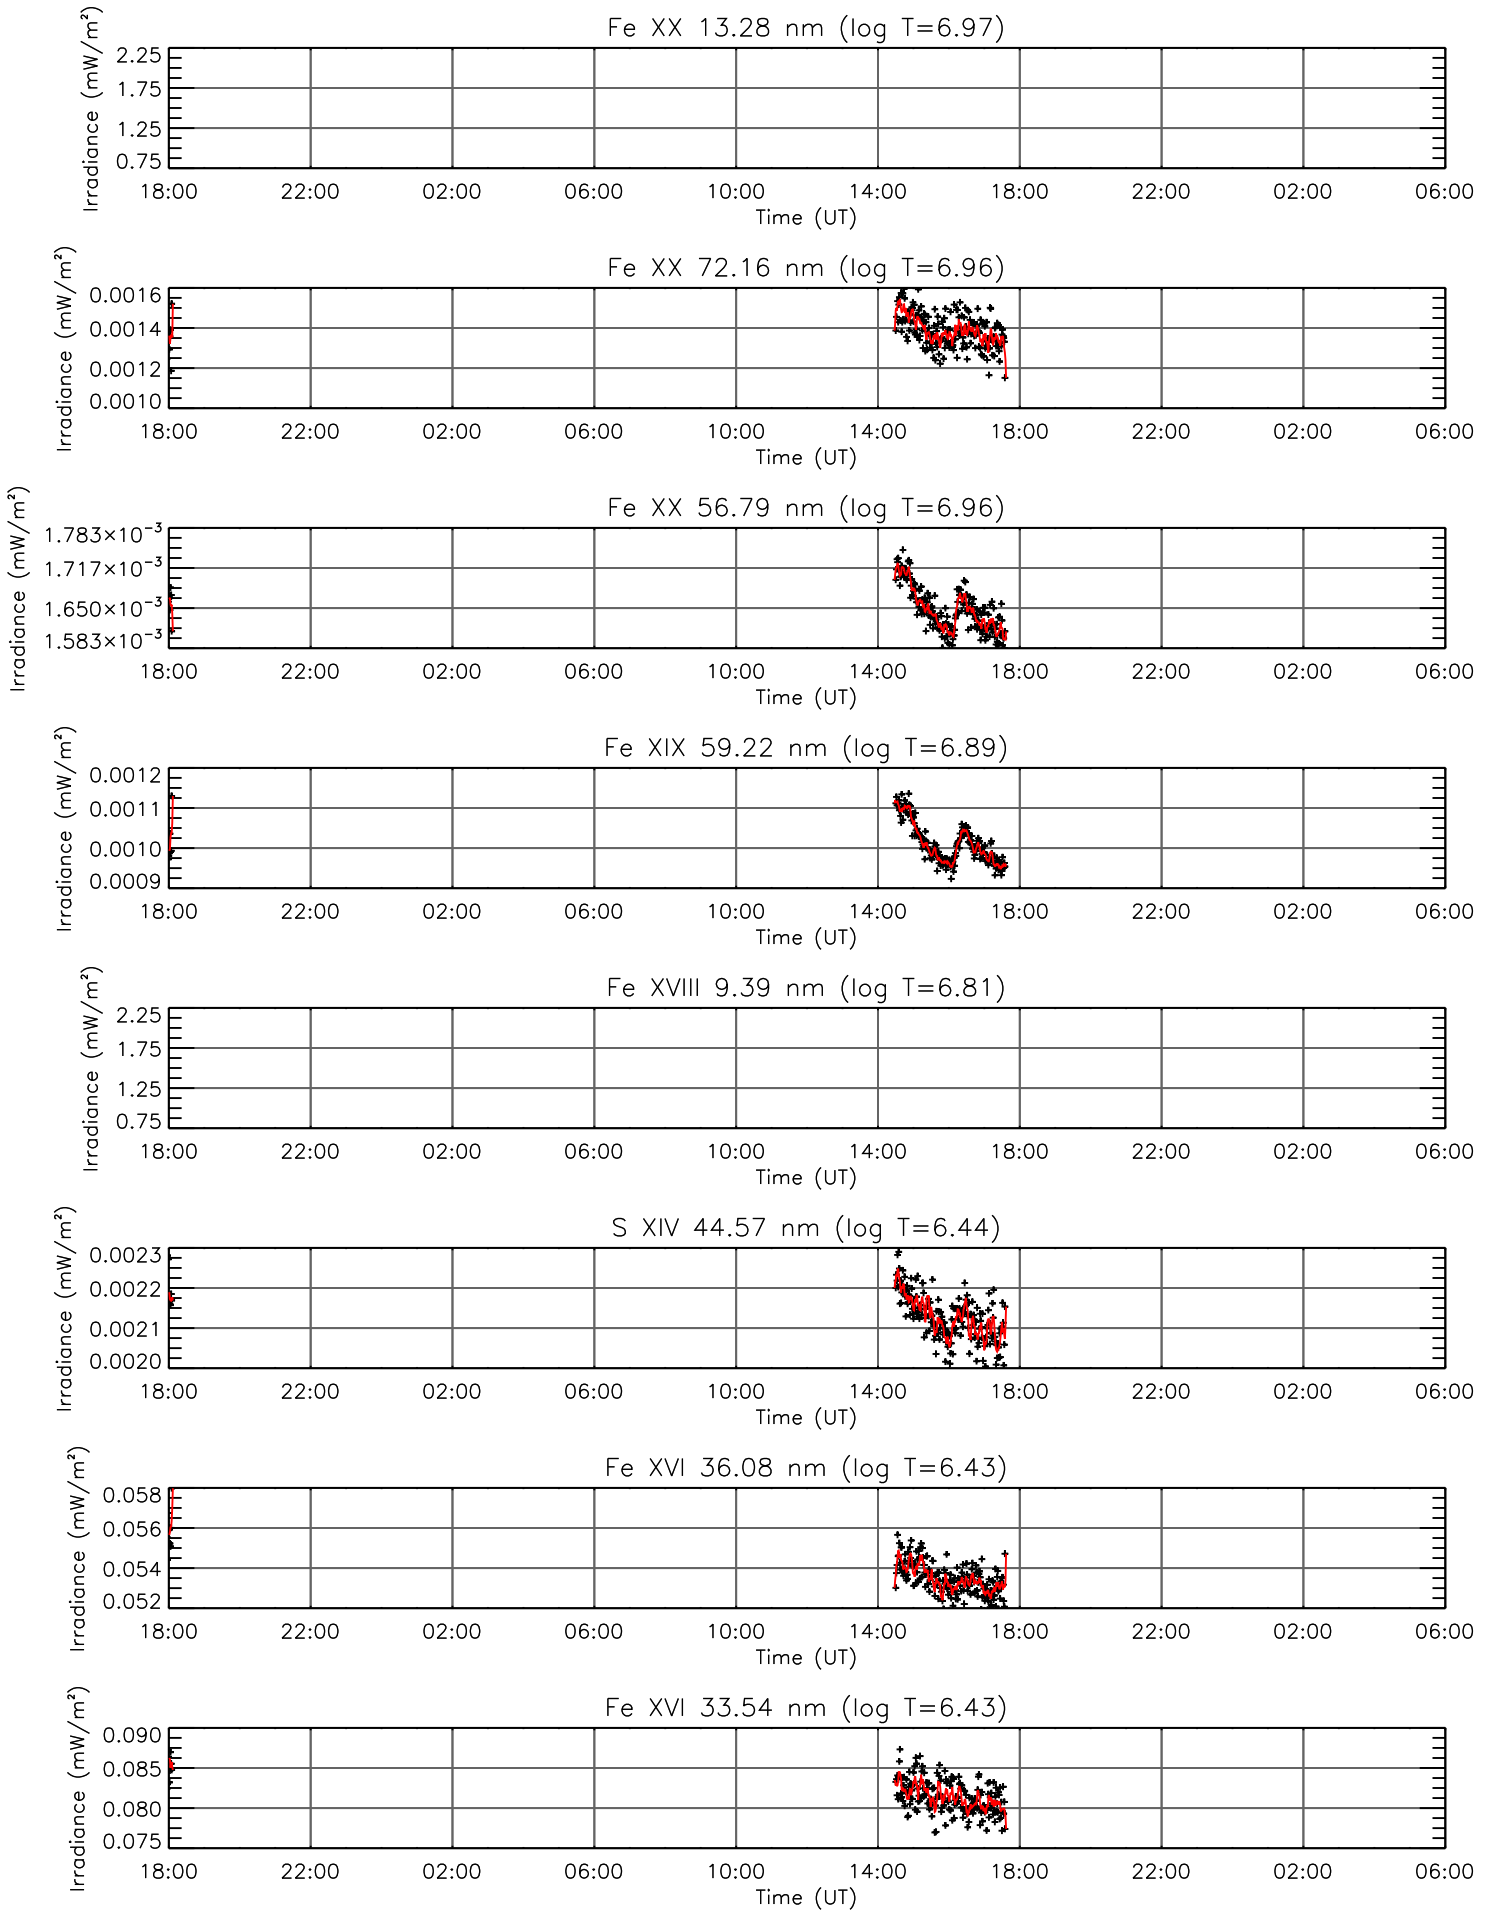 Fe XX 13.28 nm (log T=6.97)
Irradiance (mW/m²)
2.25
1.75
1.25
0.75
18:00 22:00 02:00 06:00 10:00 14:00 18:00 22:00 02:00 06:00
Time (UT)
Fe XX 72.16 nm (log T=6.96)
Irradiance (mW/m²)
0.0016
0.0014
0.0012
0.0010
18:00 22:00 02:00 06:00 10:00 14:00 18:00 22:00 02:00 06:00
Time (UT)
Fe XX 56.79 nm (log T=6.96)
Irradiance (mW/m²)
1.783×10⁻³
1.717×10⁻³
1.650×10⁻³
1.583×10⁻³
18:00 22:00 02:00 06:00 10:00 14:00 18:00 22:00 02:00 06:00
Time (UT)
Fe XIX 59.22 nm (log T=6.89)
Irradiance (mW/m²)
0.0012
0.0011
0.0010
0.0009
18:00 22:00 02:00 06:00 10:00 14:00 18:00 22:00 02:00 06:00
Time (UT)
Fe XVIII 9.39 nm (log T=6.81)
Irradiance (mW/m²)
2.25
1.75
1.25
0.75
18:00 22:00 02:00 06:00 10:00 14:00 18:00 22:00 02:00 06:00
Time (UT)
S XIV 44.57 nm (log T=6.44)
Irradiance (mW/m²)
0.0023
0.0022
0.0021
0.0020
18:00 22:00 02:00 06:00 10:00 14:00 18:00 22:00 02:00 06:00
Time (UT)
Fe XVI 36.08 nm (log T=6.43)
Irradiance (mW/m²)
0.058
0.056
0.054
0.052
18:00 22:00 02:00 06:00 10:00 14:00 18:00 22:00 02:00 06:00
Time (UT)
Fe XVI 33.54 nm (log T=6.43)
Irradiance (mW/m²)
0.090
0.085
0.080
0.075
18:00 22:00 02:00 06:00 10:00 14:00 18:00 22:00 02:00 06:00
Time (UT)